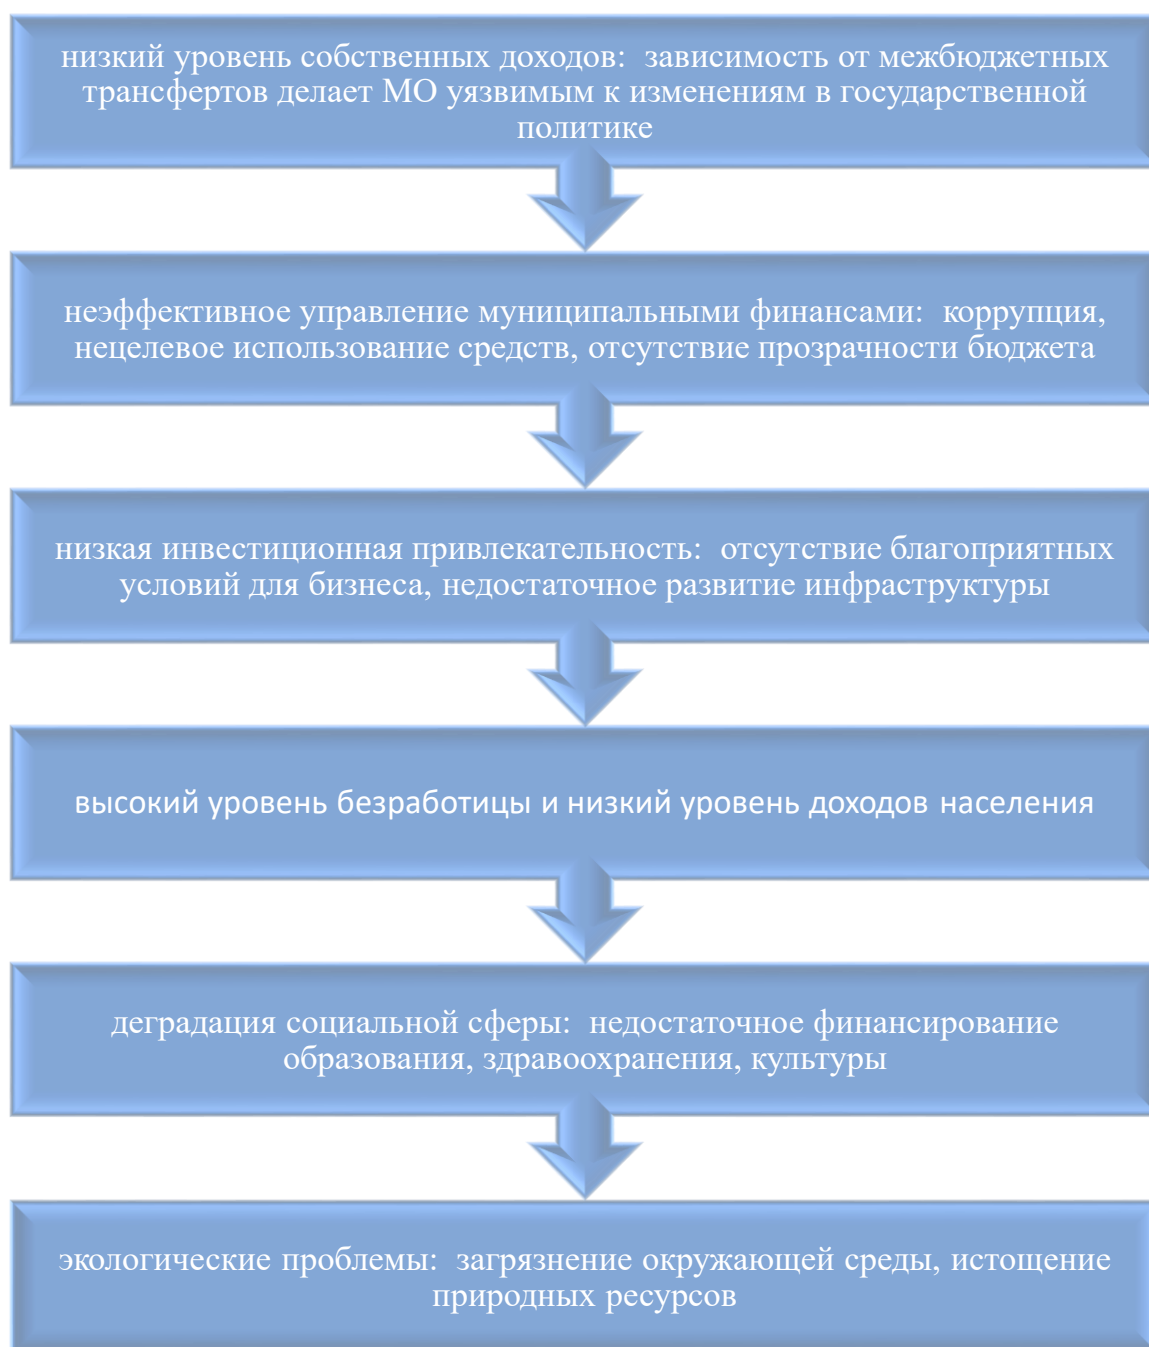 низкий уровень собственных доходов:  зависимость от межбюджетных
трансфертов делает МО уязвимым к изменениям в государственной
политике
неэффективное управление муниципальными финансами:  коррупция,
нецелевое использование средств, отсутствие прозрачности бюджета
низкая инвестиционная привлекательность:  отсутствие благоприятных
условий для бизнеса, недостаточное развитие инфраструктуры
высокий уровень безработицы и низкий уровень доходов населения
деградация социальной сферы:  недостаточное финансирование
образования, здравоохранения, культуры
экологические проблемы:  загрязнение окружающей среды, истощение
природных ресурсов